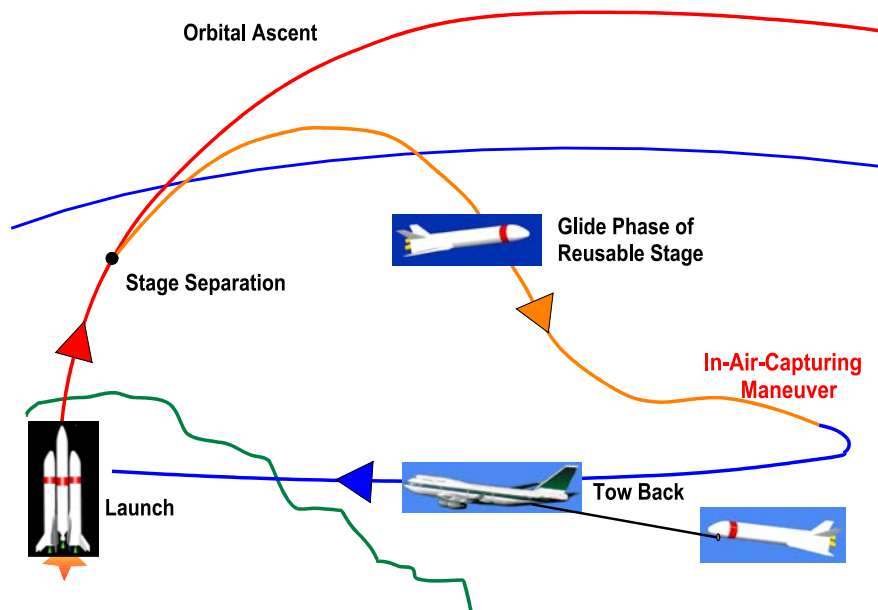 Orbital Ascent
Glide Phase of
Reusable Stage
Stage Separation
In-Air-Capturing
Maneuver
Tow Back
Launch